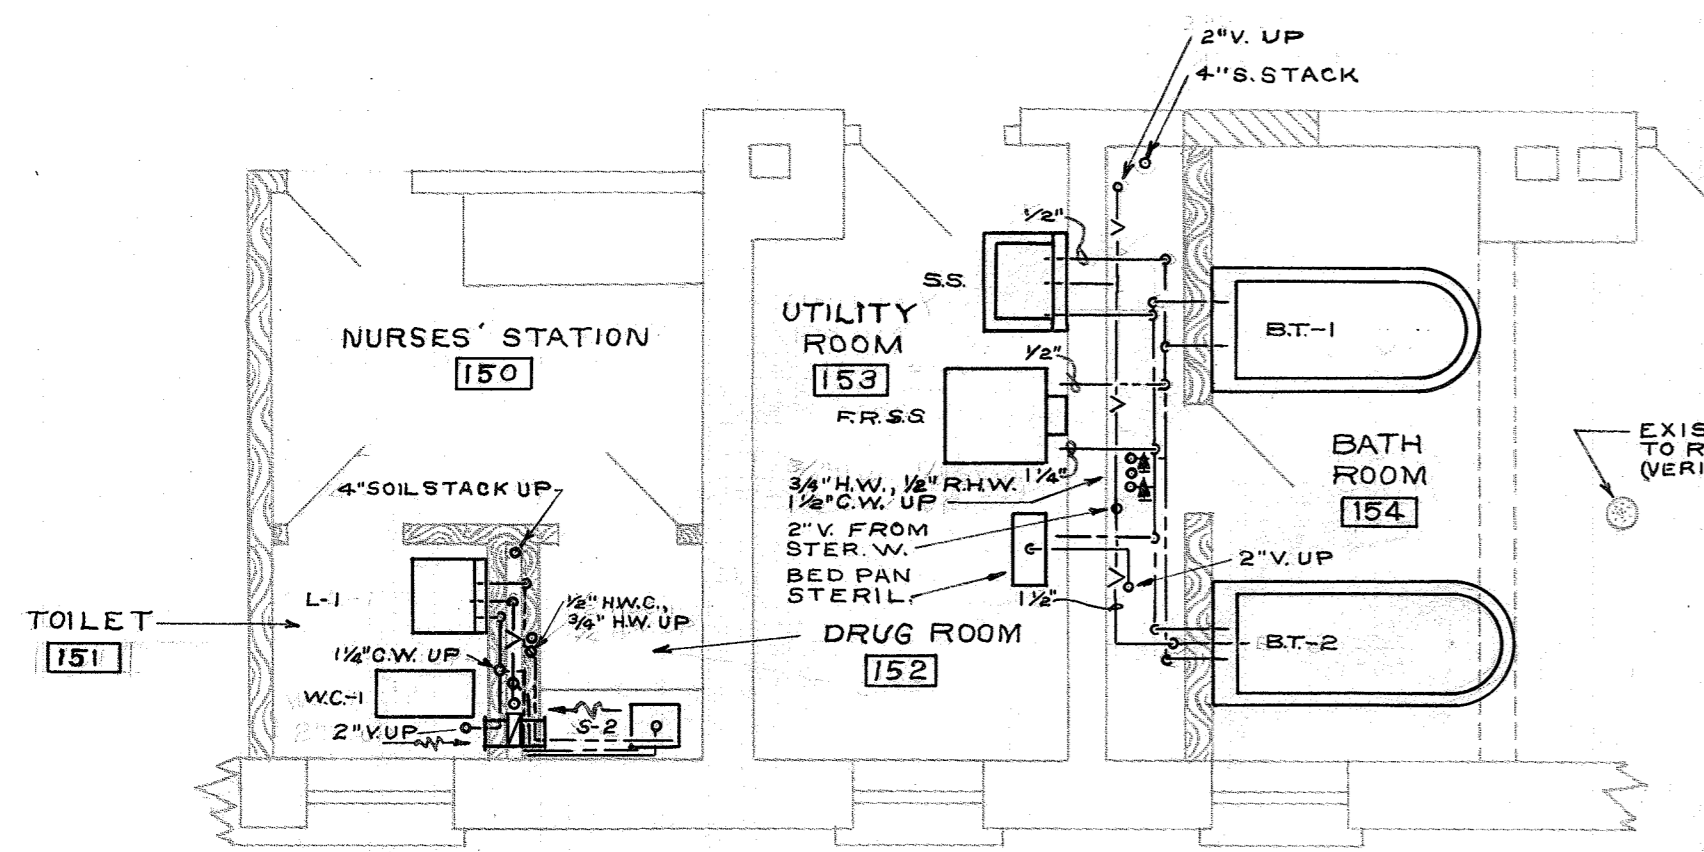 2"V. UP
4"S. STACK
1/2"
S.S.
UTILITY
ROOM
153
B.T.-1
NURSES' STATION
150
1/2"
F.R.S.S.
BATH
ROOM
154
EXIS
TO R
(VERI
4" SOIL STACK UP
3/4" H.W., 1/2" R.H.W.
1 1/2" C.W. UP
1 1/4"
2" V. FROM
STER. W.
BED PAN
STERIL.
1 1/2"
2" V. UP
L-1
TOILET
151
1/2" H.W.C.,
3/4" H.W. UP
DRUG ROOM
152
B.T.-2
1 1/4" C.W. UP
W.C.-1
2" V. UP
S-2